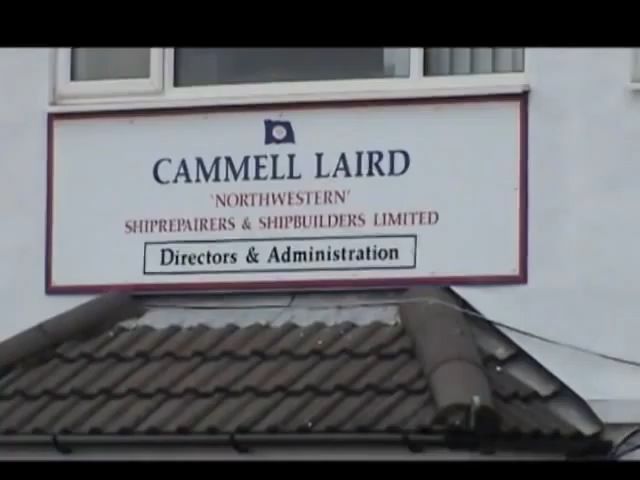 CAMMELL LAIRD
'NORTHWESTERN'
SHIPREPAIRERS & SHIPBUILDERS LIMITED
Directors & Administration